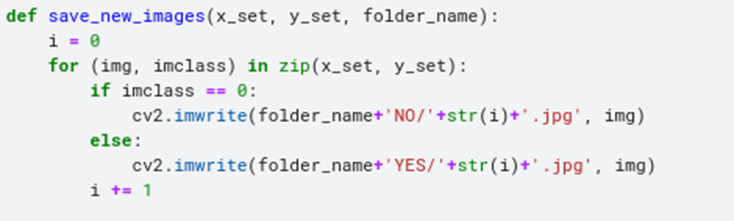 def save_new_images(x_set, y_set, folder_name):
    i = 0
    for (img, imclass) in zip(x_set, y_set):
        if imclass == 0:
            cv2.imwrite(folder_name+'NO/'+str(i)+'.jpg', img)
        else:
            cv2.imwrite(folder_name+'YES/'+str(i)+'.jpg', img)
        i += 1